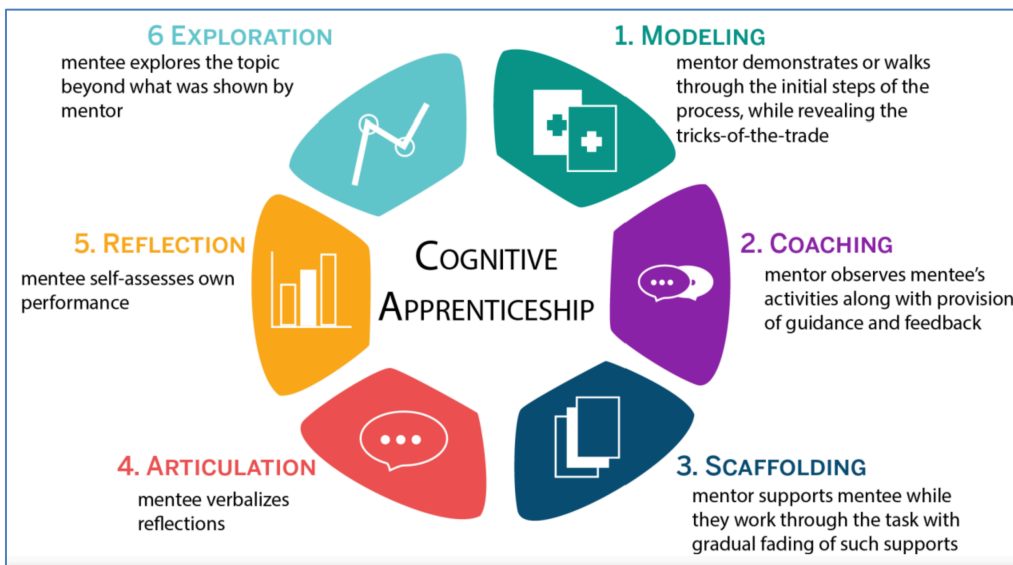 COGNITIVE
APPRENTICESHIP
1. MODELING
mentor demonstrates or walks
through the initial steps of the
process, while revealing the
tricks-of-the-trade
2. COACHING
mentor observes mentee’s
activities along with provision
of guidance and feedback
3. SCAFFOLDING
mentor supports mentee while
they work through the task with
gradual fading of such supports
4. ARTICULATION
mentee verbalizes
reflections
5. REFLECTION
mentee self-assesses own
performance
6 EXPLORATION
mentee explores the topic
beyond what was shown by
mentor